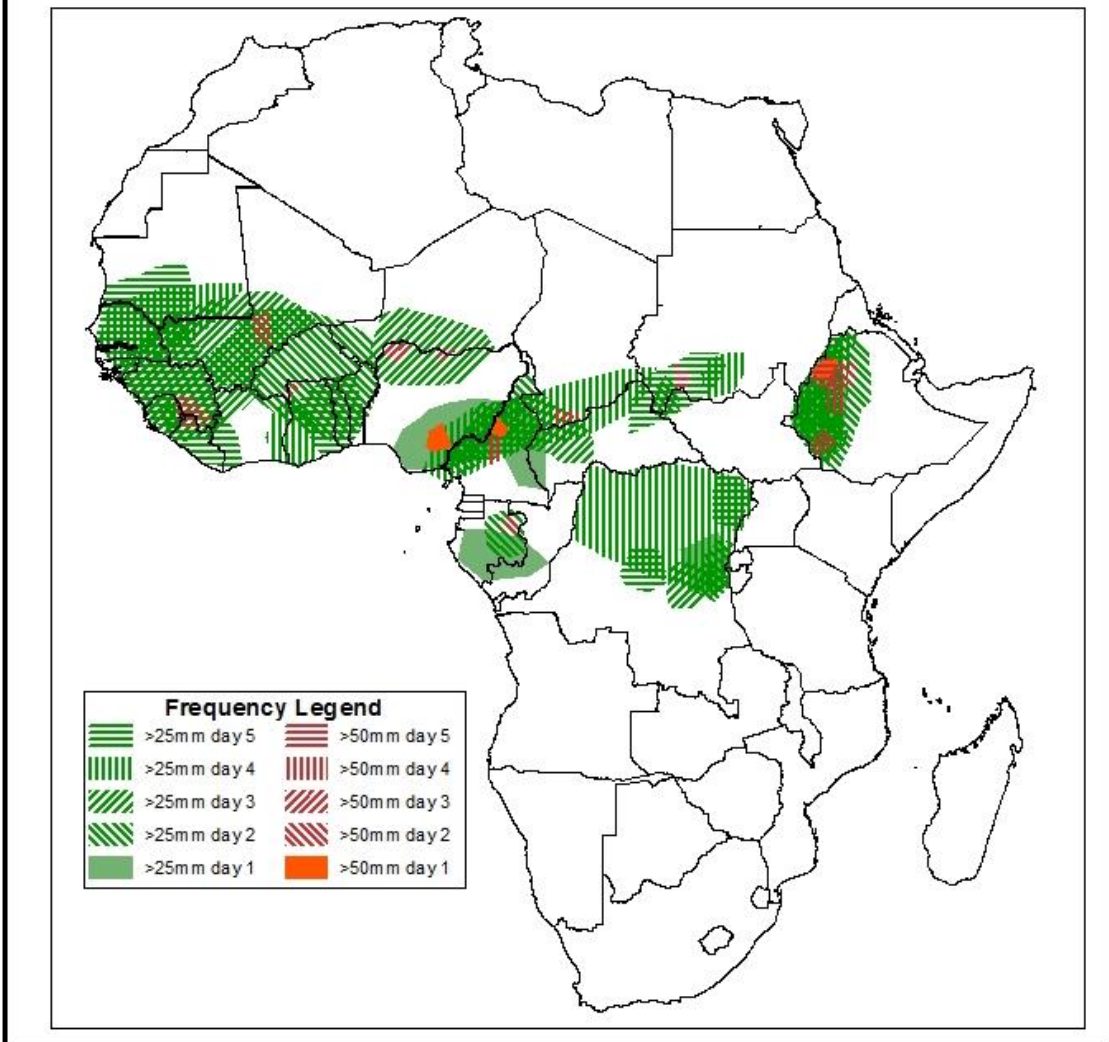 Frequency Legend
>25mm day 5 >50mm day 5
>25mm day 4 >50mm day 4
>25mm day 3 >50mm day 3
>25mm day 2 >50mm day 2
>25mm day 1 >50mm day 1